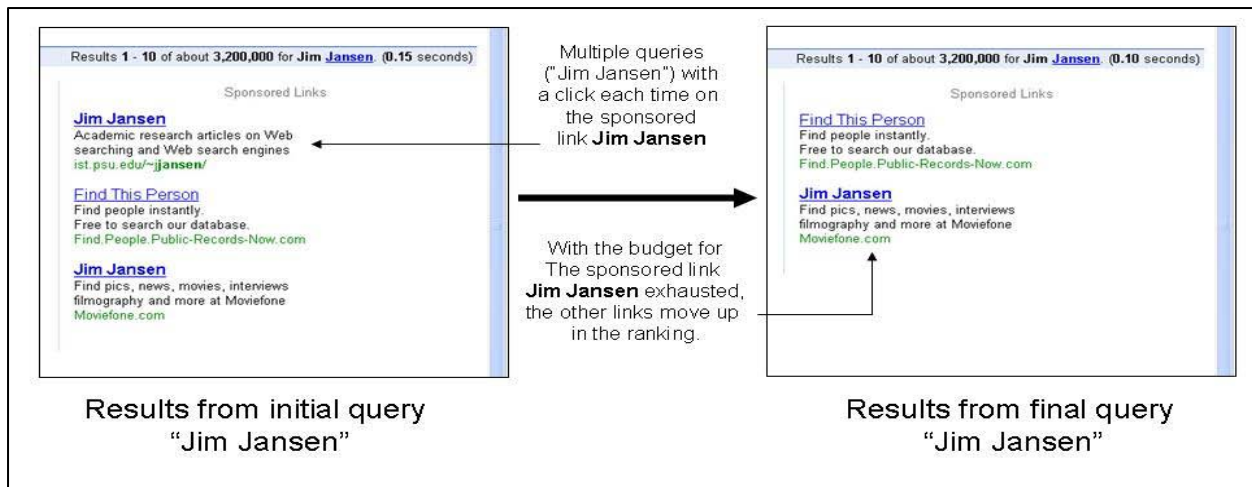 Results 1 - 10 of about 3,200,000 for Jim Jansen. (0.15 seconds)
Sponsored Links
Jim Jansen
Academic research articles on Web
searching and Web search engines
ist.psu.edu/~jjansen/
Find This Person
Find people instantly.
Free to search our database.
Find.People.Public-Records-Now.com
Jim Jansen
Find pics, news, movies, interviews
filmography and more at Moviefone
Moviefone.com
Multiple queries
("Jim Jansen") with
a click each time on
the sponsored
link Jim Jansen
With the budget for
The sponsored link
Jim Jansen exhausted,
the other links move up
in the ranking.
Results 1 - 10 of about 3,200,000 for Jim Jansen. (0.10 seconds)
Sponsored Links
Find This Person
Find people instantly.
Free to search our database.
Find.People.Public-Records-Now.com
Jim Jansen
Find pics, news, movies, interviews
filmography and more at Moviefone
Moviefone.com
Results from initial query
“Jim Jansen”
Results from final query
“Jim Jansen”